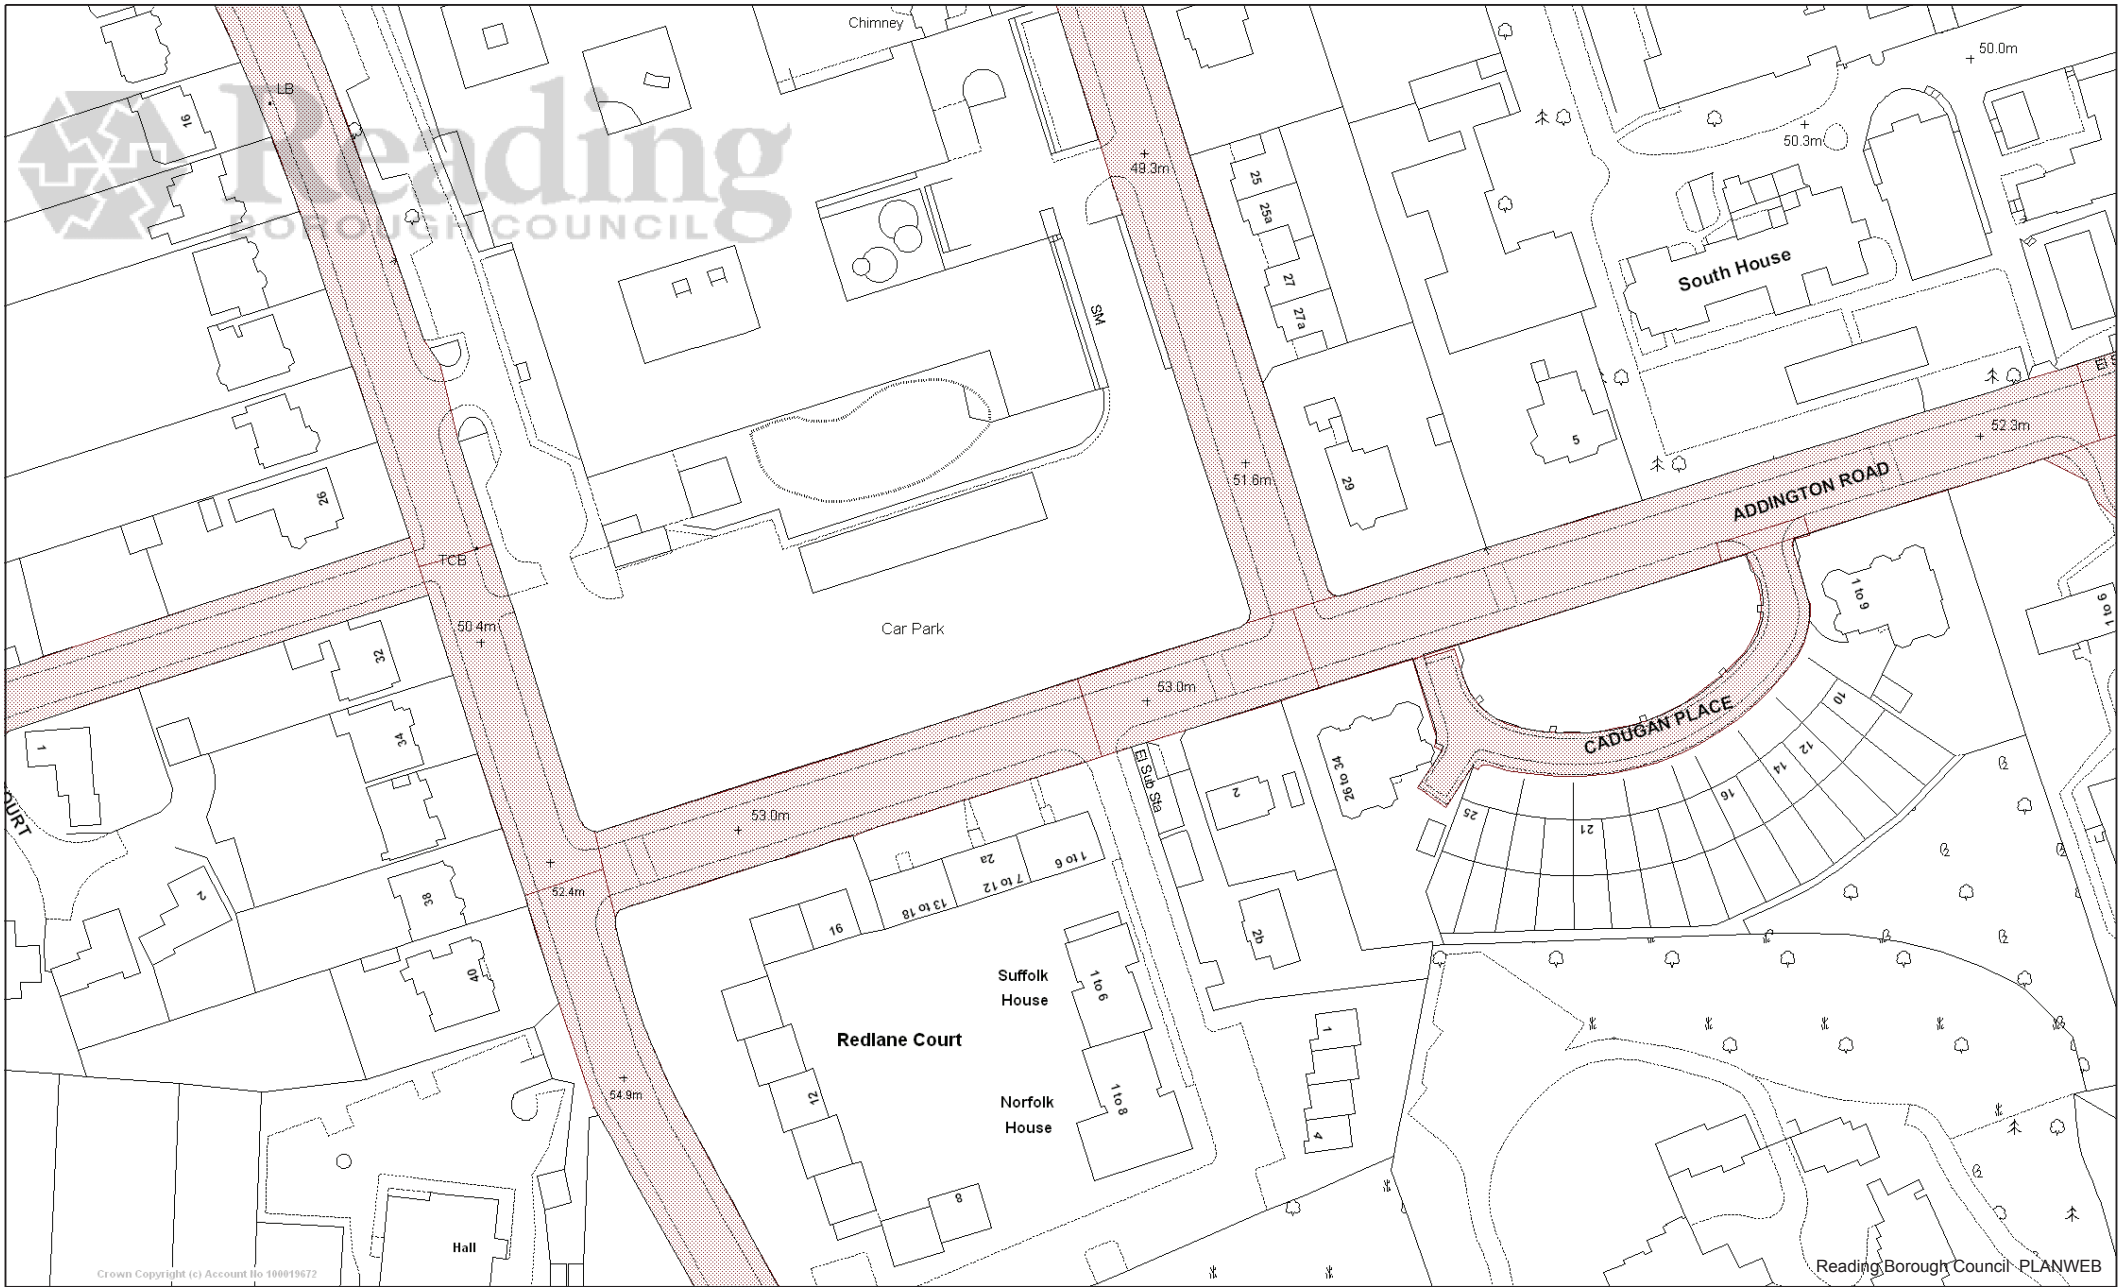 Chimney
50.0m
LB
Reading
BOROUGH COUNCIL
16
49.3m
50.3m
25
25a
27
27a
South House
SM
El S
26
29
5
51.6m
52.3m
ADDINGTON ROAD
TCB
50.4m
Car Park
1 to 9
1 to 6
32
34
53.0m
CADUGAN PLACE
10
12
14
16
21
25
26 to 34
El Sub Sta
2
1
OURT
53.0m
52.4m
2a
1 to 6
7 to 12
13 to 18
16
2
38
40
2b
Suffolk
House
1 to 6
Redlane Court
1
54.9m
12
Norfolk
House
1 to 8
4
8
Hall
Crown Copyright (c) Account No 100019672
Reading Borough Council PLANWEB